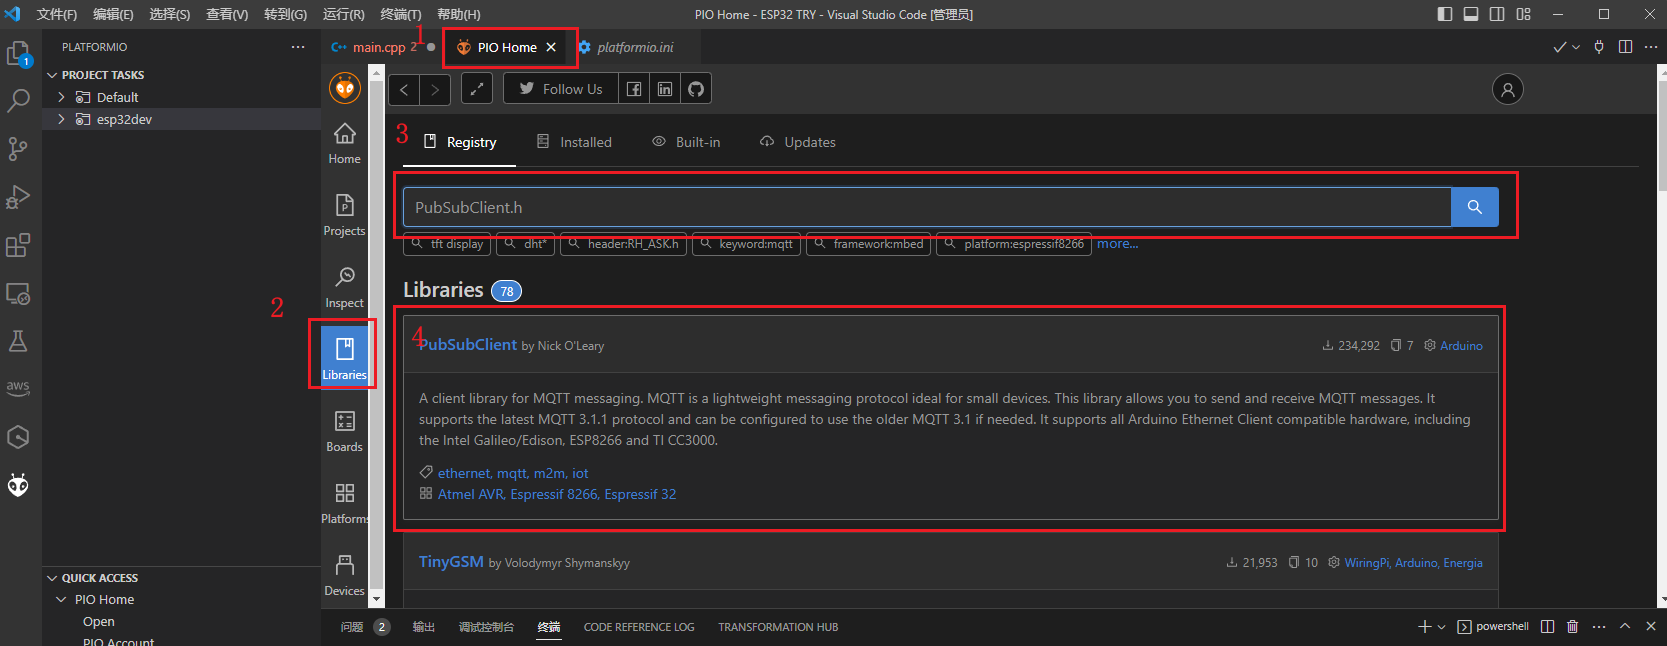 文件(F) 编辑(E) 选择(S) 查看(V) 转到(G) 运行(R) 终端(T) 帮助(H) PIO Home - ESP32 TRY - Visual Studio Code [管理员]
1
PLATFORMIO
main.cpp 2
PIO Home
platformio.ini
1
PROJECT TASKS
Default
esp32dev
Follow Us
Home
Projects
Inspect
2
Libraries
Boards
Platforms
Devices
3
Registry Installed Built-in Updates
PubSubClient.h
tft display dht* header:RH_ASK.h keyword:mqtt framework:mbed platform:espressif8266 more...
Libraries 78
4
PubSubClient by Nick O'Leary 234,292 7 Arduino
A client library for MQTT messaging. MQTT is a lightweight messaging protocol ideal for small devices. This library allows you to send and receive MQTT messages. It
supports the latest MQTT 3.1.1 protocol and can be configured to use the older MQTT 3.1 if needed. It supports all Arduino Ethernet Client compatible hardware, including
the Intel Galileo/Edison, ESP8266 and TI CC3000.
ethernet, mqtt, m2m, iot
Atmel AVR, Espressif 8266, Espressif 32
TinyGSM by Volodymyr Shymanskyy 21,953 10 WiringPi, Arduino, Energia
aws
QUICK ACCESS
PIO Home
Open
PIO Account
问题 2 输出 调试控制台 终端 CODE REFERENCE LOG TRANSFORMATION HUB powershell